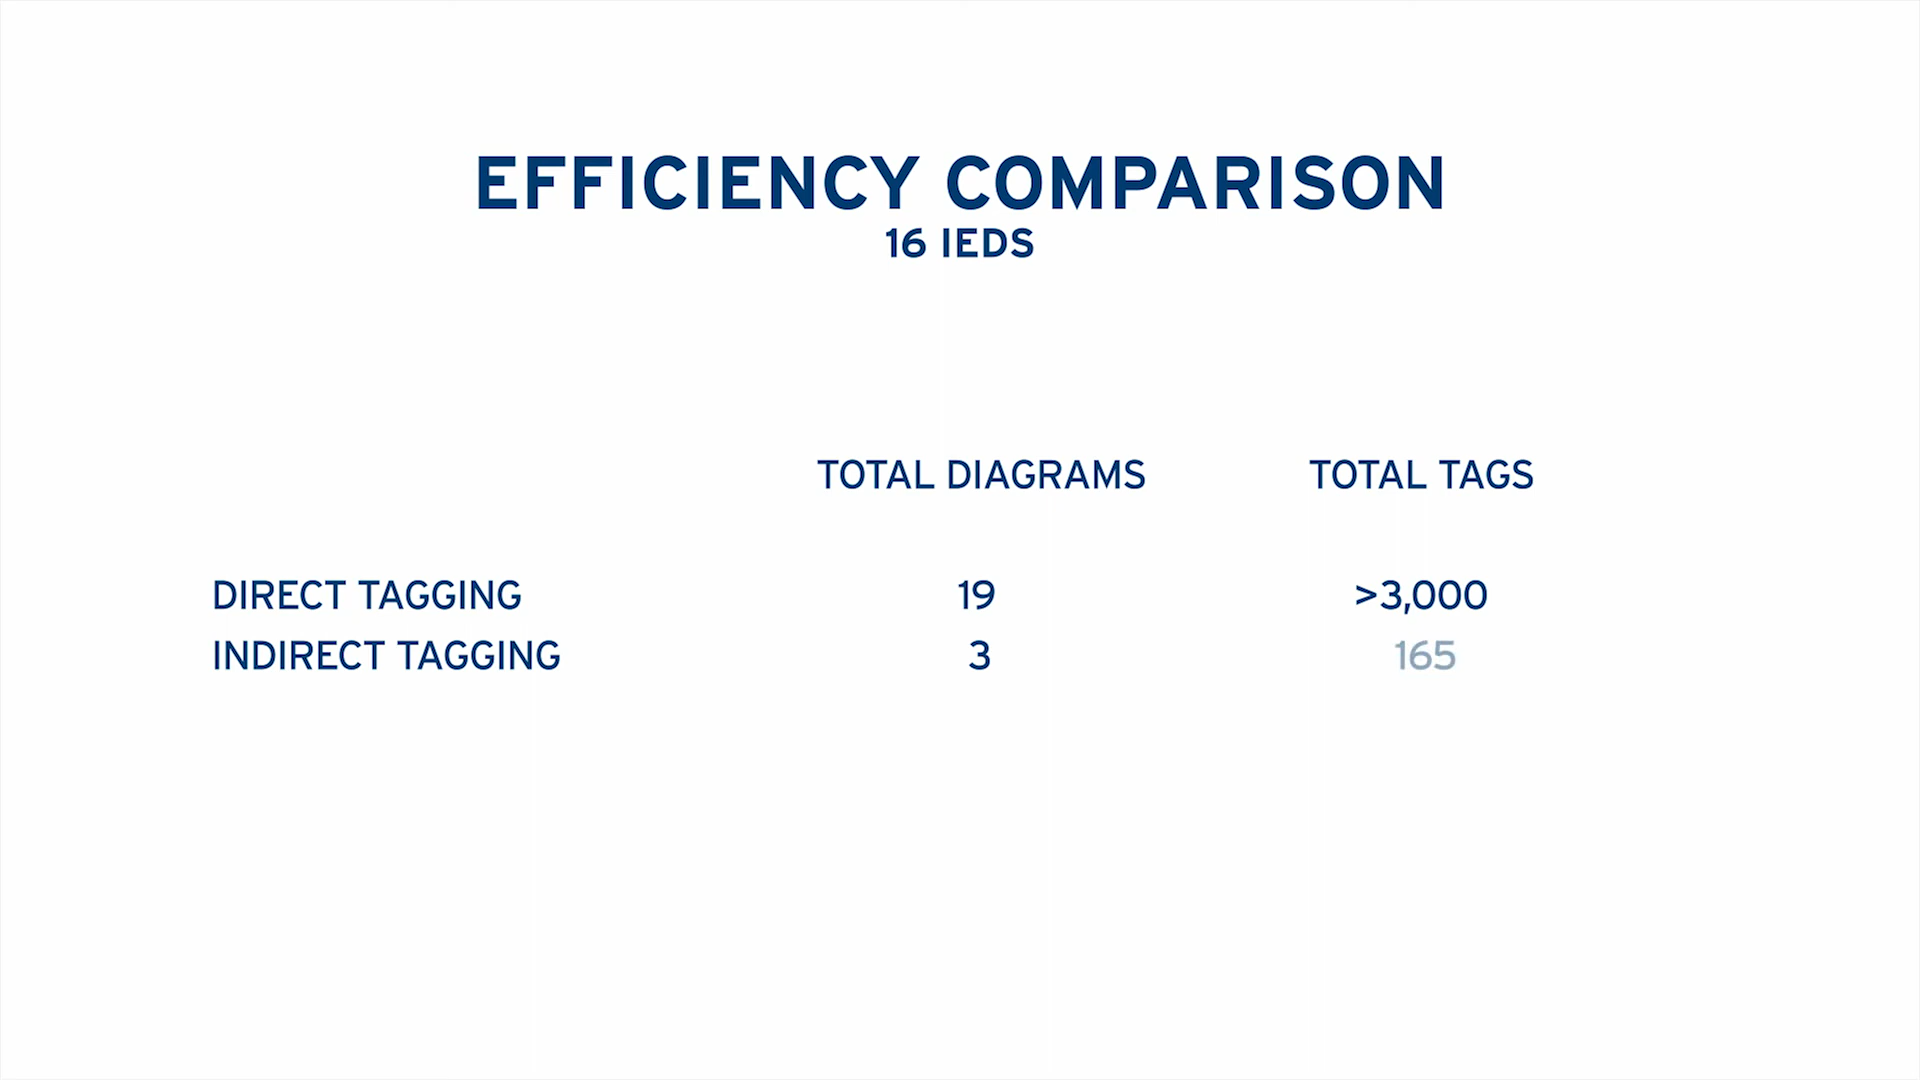 EFFICIENCY COMPARISON
16 IEDS
TOTAL DIAGRAMS TOTAL TAGS
DIRECT TAGGING 19 >3,000
INDIRECT TAGGING 3 165